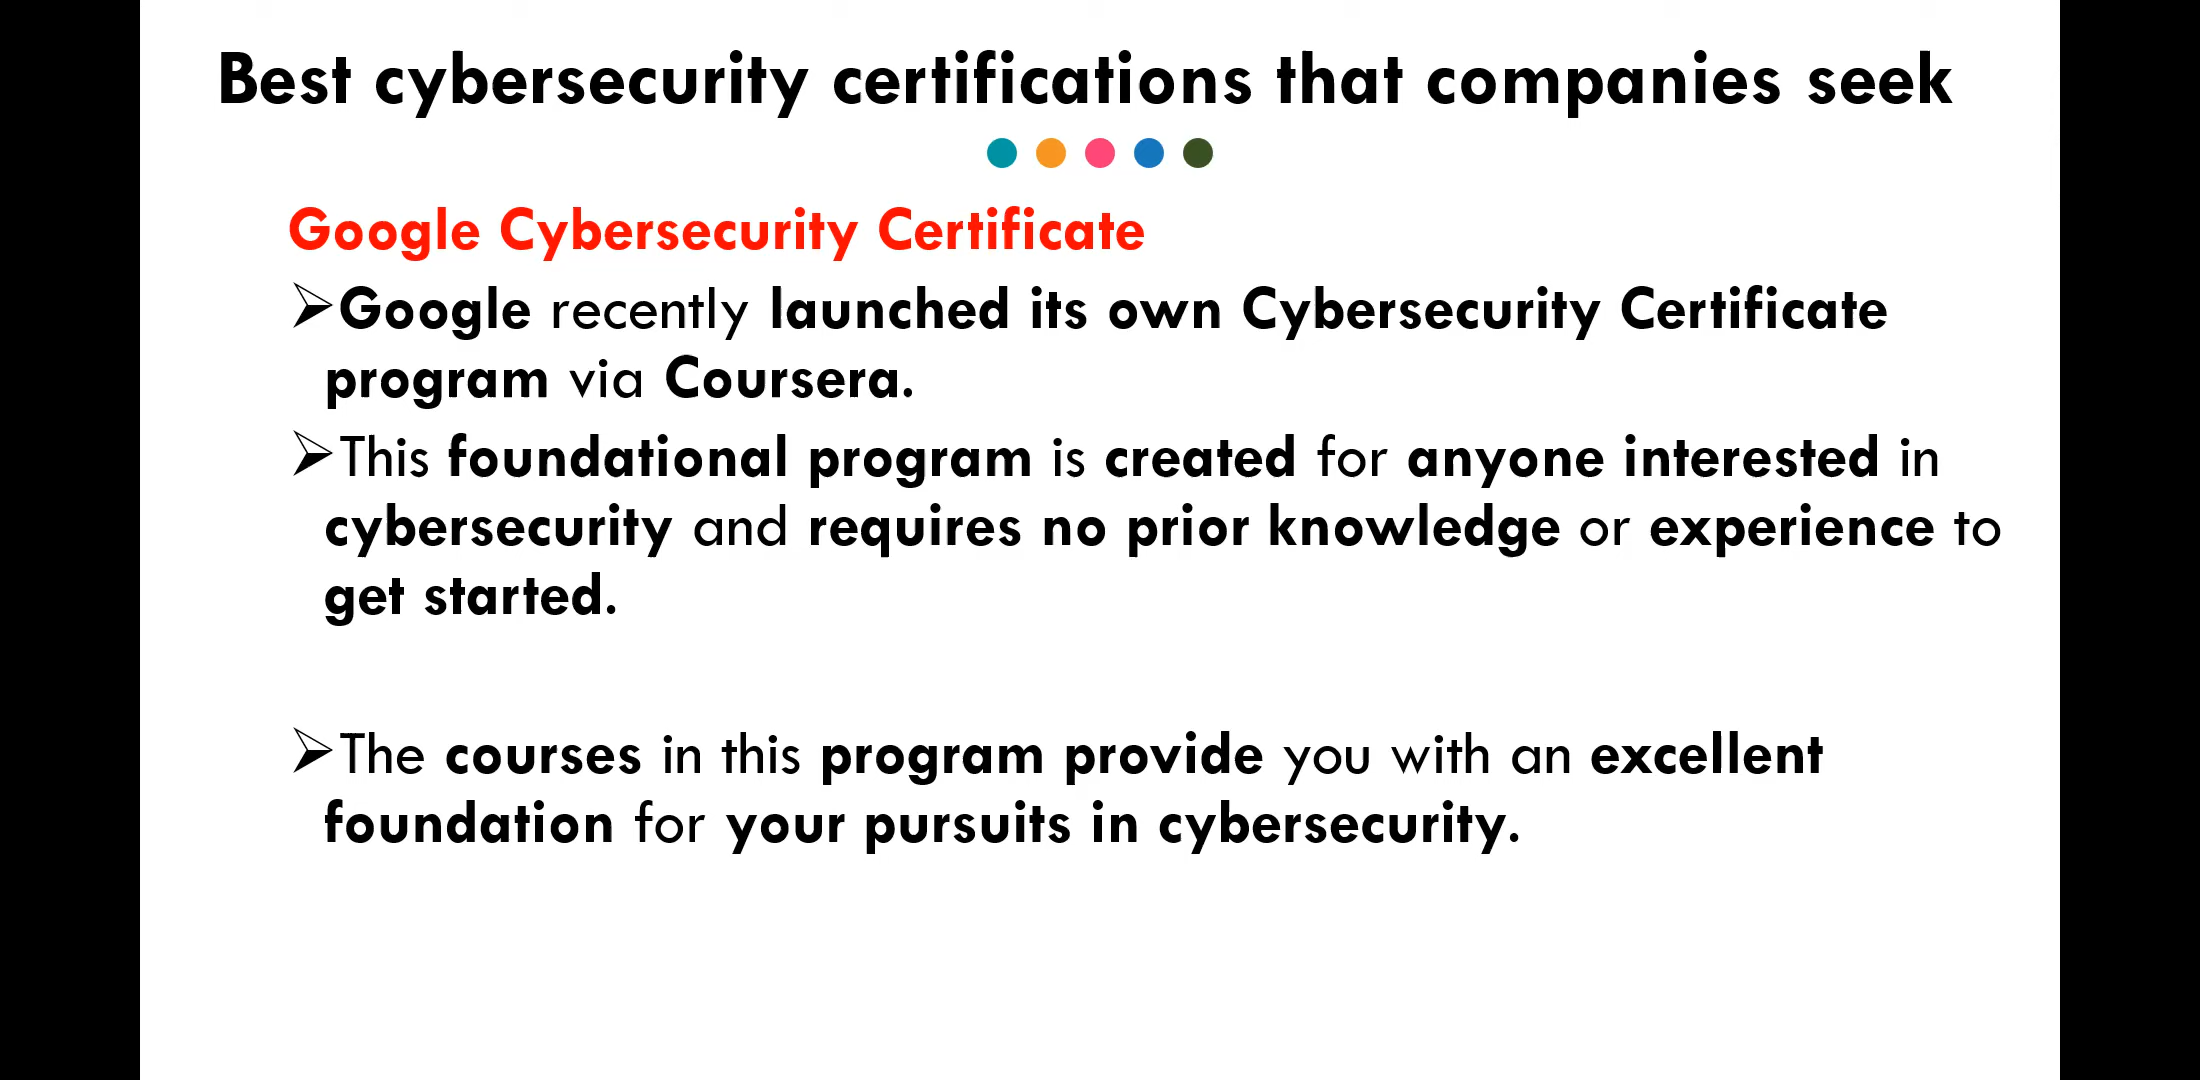 Best cybersecurity certifications that companies seek
Google Cybersecurity Certificate
➢Google recently launched its own Cybersecurity Certificate
program via Coursera.
➢This foundational program is created for anyone interested in
cybersecurity and requires no prior knowledge or experience to
get started.
➢The courses in this program provide you with an excellent
foundation for your pursuits in cybersecurity.